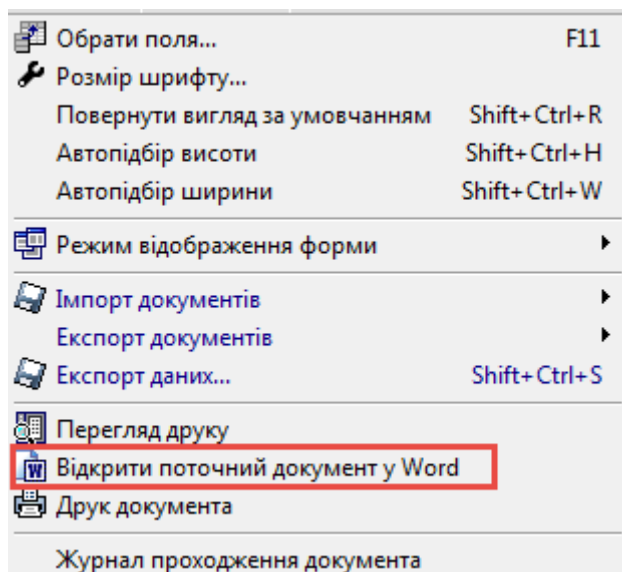 Обрати поля... F11
Розмір шрифту...
Повернути вигляд за умовчанням Shift+Ctrl+R
Автопідбір висоти Shift+Ctrl+H
Автопідбір ширини Shift+Ctrl+W
Режим відображення форми
Імпорт документів
Експорт документів
Експорт даних... Shift+Ctrl+S
Перегляд друку
Відкрити поточний документ у Word
Друк документа
Журнал проходження документа